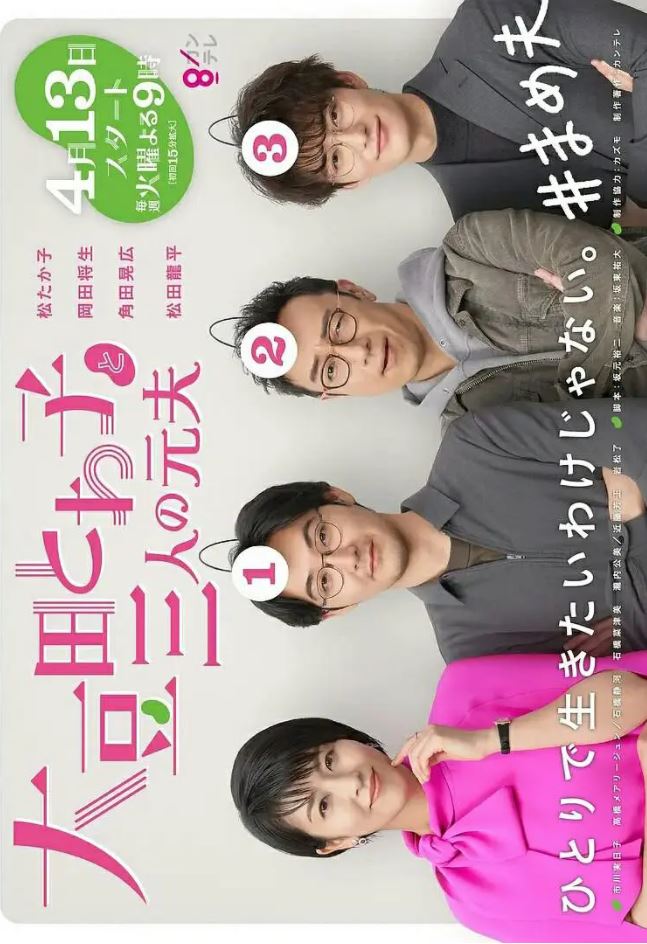 大豆田とわ子と
三人の元夫
松たか子
岡田将生
角田晃広
松田龍平
4月13日
スタート
毎週火曜よる9時
[初回15分拡大]
8カンテレ
1
2
3
ひとりで生きたいわけじゃない。#まめ夫
市川実日子 高橋メアリージュン/石橋静河 石橋菜津美 瀧内公美/近藤芳正 岩松了 脚本:坂元裕二 音楽:坂東祐大 制作協力:カズモ 制作著作:カンテレ